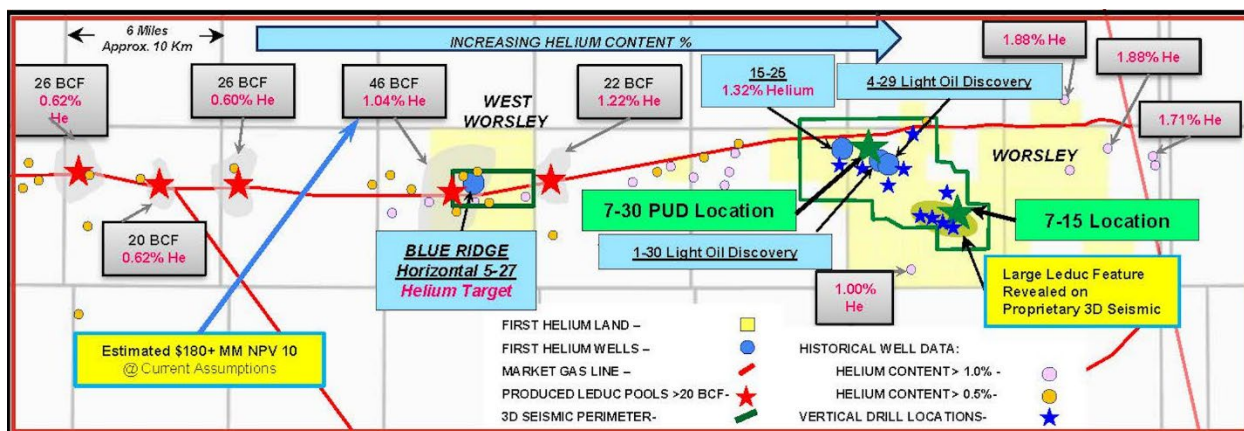 6 Miles
Approx. 10 Km
INCREASING HELIUM CONTENT %
26 BCF
0.62% He
26 BCF
0.60% He
46 BCF
1.04% He
WEST
WORSLEY
22 BCF
1.22% He
15-25
1.32% Helium
4-29 Light Oil Discovery
1.88% He
1.88% He
1.71% He
WORSLEY
20 BCF
0.62% He
BLUE RIDGE
Horizontal 5-27
Helium Target
7-30 PUD Location
1-30 Light Oil Discovery
7-15 Location
1.00%
He
Large Leduc Feature
Revealed on
Proprietary 3D Seismic
Estimated $180+ MM NPV 10
@ Current Assumptions
FIRST HELIUM LAND –
FIRST HELIUM WELLS –
MARKET GAS LINE –
PRODUCED LEDUC POOLS >20 BCF-
3D SEISMIC PERIMETER-
HISTORICAL WELL DATA:
HELIUM CONTENT> 1.0% -
HELIUM CONTENT> 0.5%-
VERTICAL DRILL LOCATIONS-